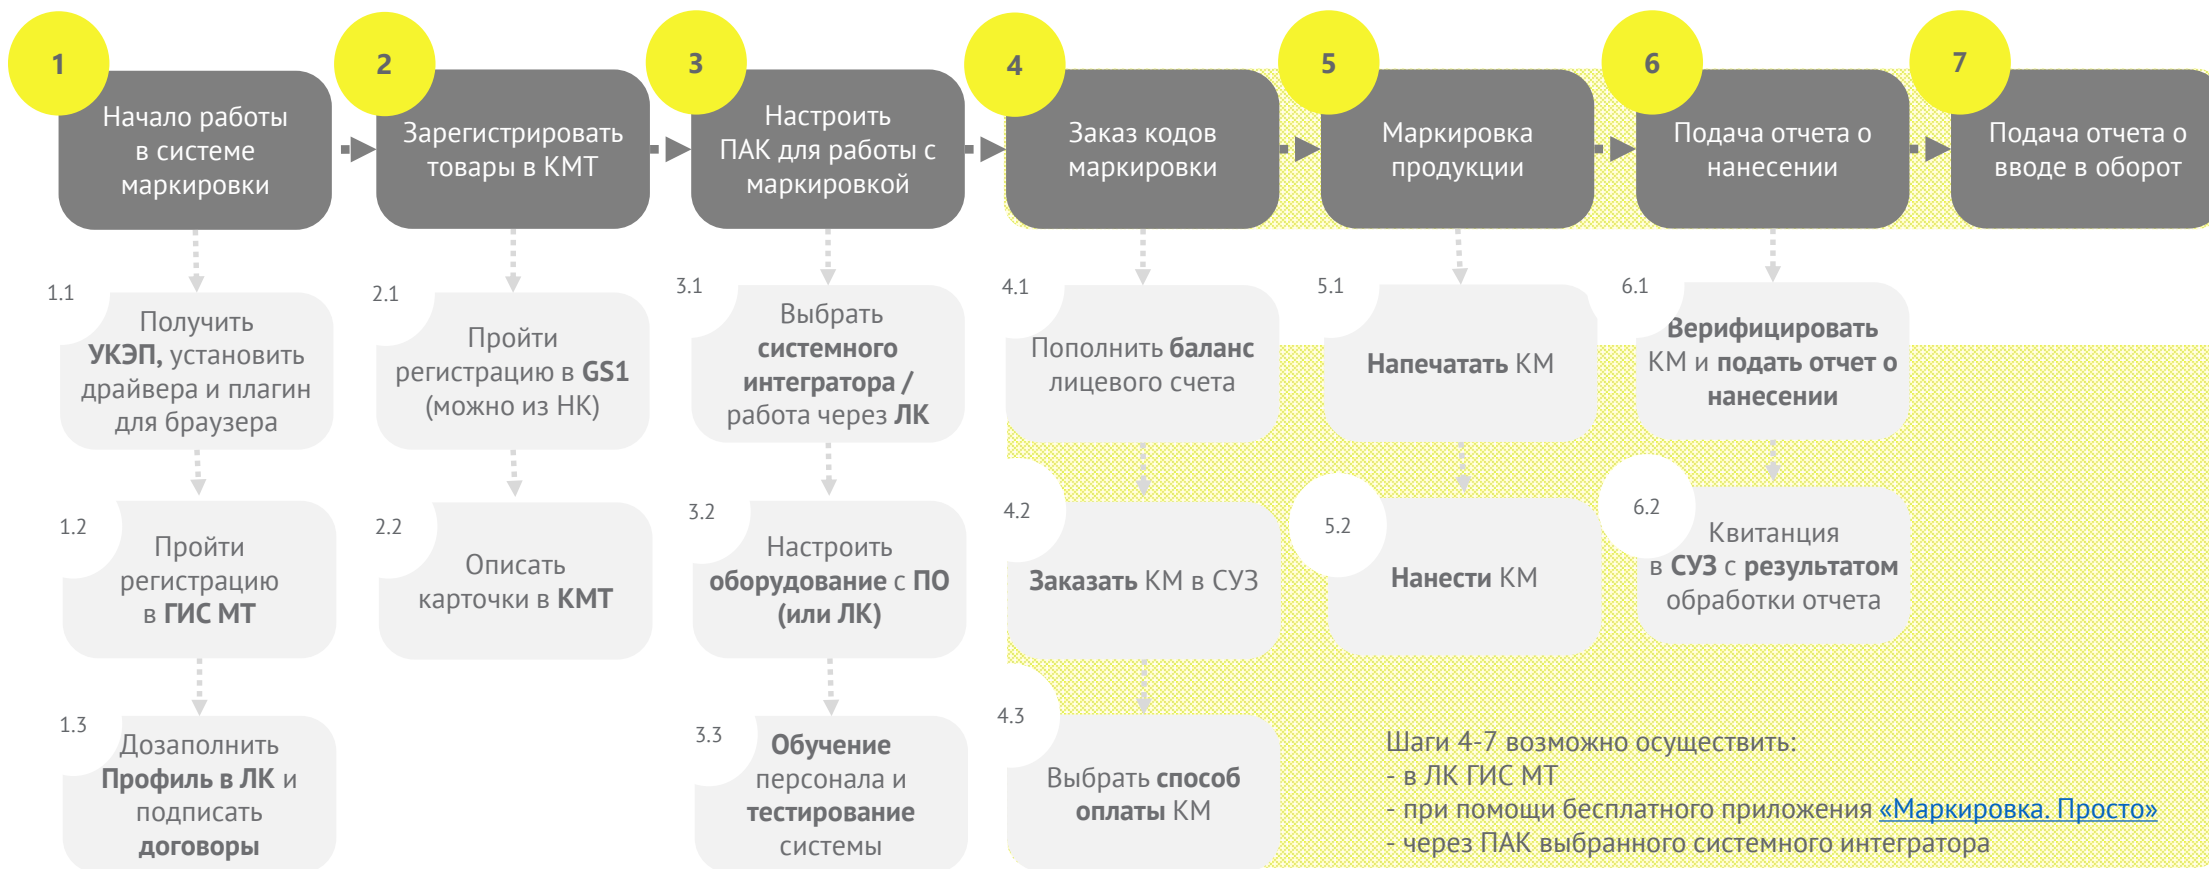 1
Начало работы
в системе
маркировки
2
Зарегистрировать
товары в КМТ
3
Настроить
ПАК для работы с
маркировкой
4
Заказ кодов
маркировки
5
Маркировка
продукции
6
Подача отчета о
нанесении
7
Подача отчета о
вводе в оборот
1.1
Получить
УКЭП, установить
драйвера и плагин
для браузера
1.2
Пройти
регистрацию
в ГИС МТ
1.3
Дозаполнить
Профиль в ЛК и
подписать
договоры
2.1
Пройти
регистрацию в GS1
(можно из НК)
2.2
Описать
карточки в КМТ
3.1
Выбрать
системного
интегратора /
работа через ЛК
3.2
Настроить
оборудование с ПО
(или ЛК)
3.3
Обучение
персонала и
тестирование
системы
4.1
Пополнить баланс
лицевого счета
4.2
Заказать КМ в СУЗ
4.3
Выбрать способ
оплаты КМ
5.1
Напечатать КМ
5.2
Нанести КМ
6.1
Верифицировать
КМ и подать отчет о
нанесении
6.2
Квитанция
в СУЗ с результатом
обработки отчета
Шаги 4-7 возможно осуществить:
- в ЛК ГИС МТ
- при помощи бесплатного приложения «Маркировка. Просто»
- через ПАК выбранного системного интегратора